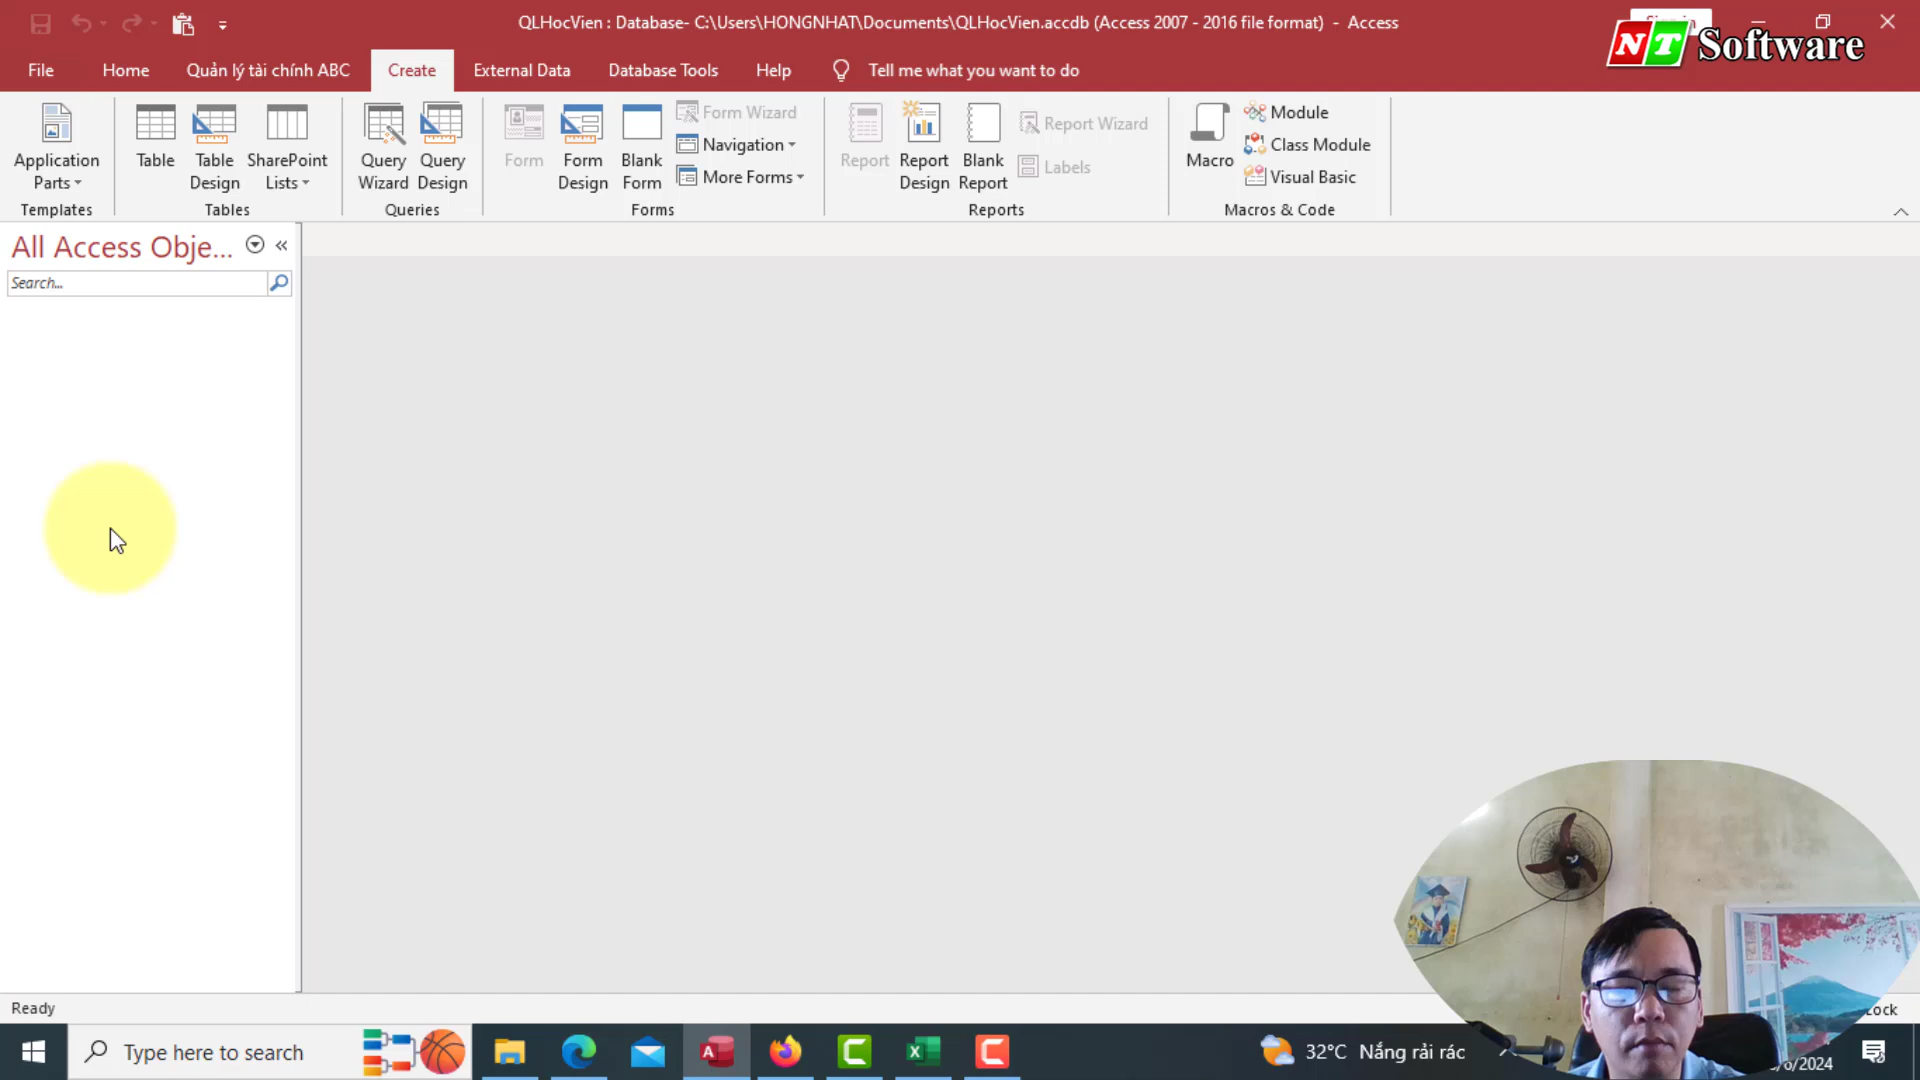 QLHocVien : Database- C:\Users\HONGNHAT\Documents\QLHocVien.accdb (Access 2007 - 2016 file format) - Access
NT Software
File Home Quản lý tài chính ABC Create External Data Database Tools Help Tell me what you want to do
Application Parts
Table
Table Design
SharePoint Lists
Query Wizard
Query Design
Form
Form Design
Blank Form
Form Wizard
Navigation
More Forms
Report
Report Design
Blank Report
Report Wizard
Labels
Macro
Module
Class Module
Visual Basic
Templates
Tables
Queries
Forms
Reports
Macros & Code
All Access Obje...
Search...
Ready
Type here to search
32°C Nắng rải rác